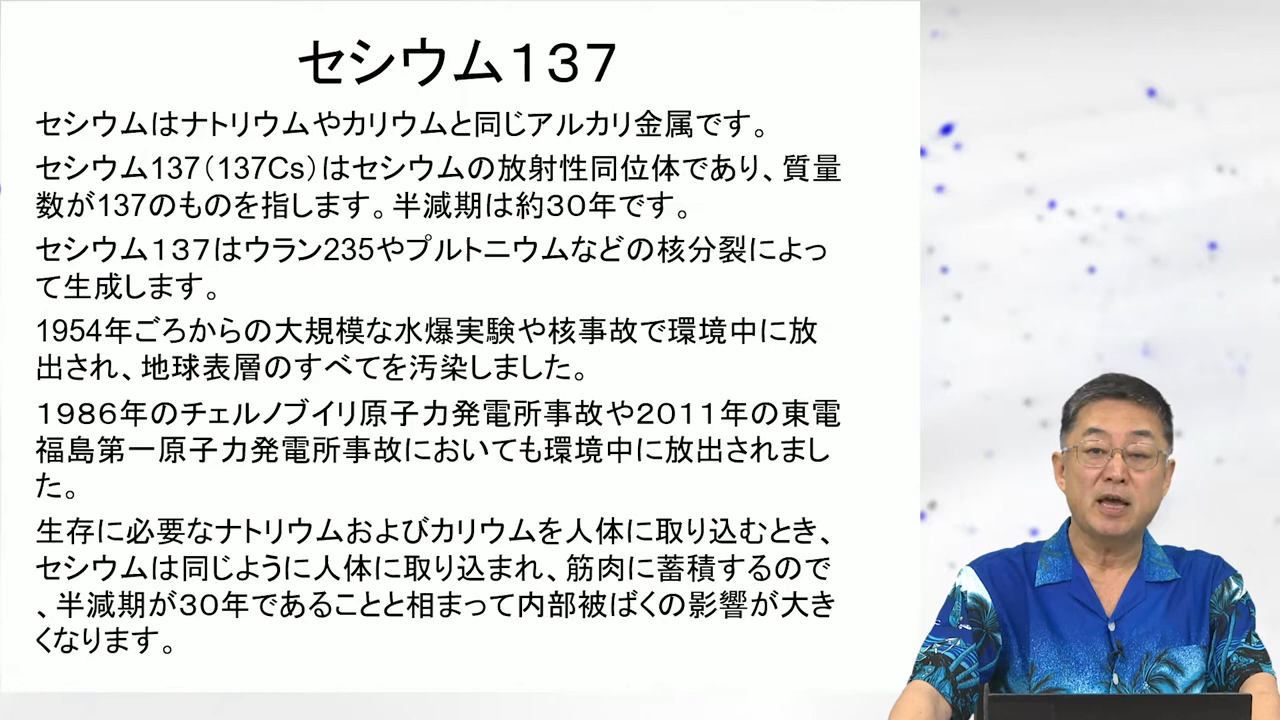 セシウム１３７
セシウムはナトリウムやカリウムと同じアルカリ金属です。
セシウム137（137Cs）はセシウムの放射性同位体であり、質量
数が137のものを指します。半減期は約３０年です。
セシウム１３７はウラン235やプルトニウムなどの核分裂によっ
て生成します。
1954年ごろからの大規模な水爆実験や核事故で環境中に放
出され、地球表層のすべてを汚染しました。
１９８６年のチェルノブイリ原子力発電所事故や２０１１年の東電
福島第一原子力発電所事故においても環境中に放出されまし
た。
生存に必要なナトリウムおよびカリウムを人体に取り込むとき、
セシウムは同じように人体に取り込まれ、筋肉に蓄積するので
、半減期が３０年であることと相まって内部被ばくの影響が大き
くなります。